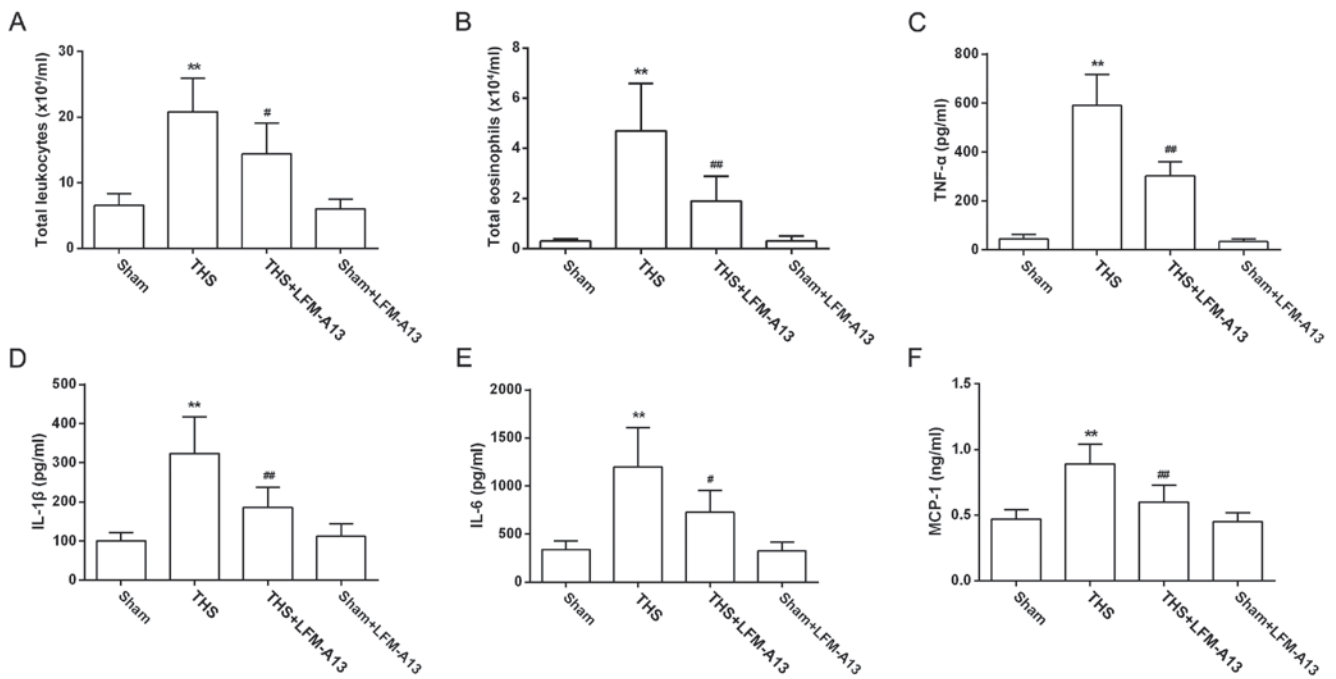 A
Total leukocytes (x10⁴/ml)
30
20
10
0
**
#
Sham
THS
THS+LFM-A13
Sham+LFM-A13
B
Total eosinophils (x10⁴/ml)
8
6
4
2
0
**
##
Sham
THS
THS+LFM-A13
Sham+LFM-A13
C
TNF-α (pg/ml)
800
600
400
200
0
**
##
Sham
THS
THS+LFM-A13
Sham+LFM-A13
D
IL-1β (pg/ml)
500
400
300
200
100
0
**
##
Sham
THS
THS+LFM-A13
Sham+LFM-A13
E
IL-6 (pg/ml)
2000
1500
1000
500
0
**
#
Sham
THS
THS+LFM-A13
Sham+LFM-A13
F
MCP-1 (ng/ml)
1.5
1.0
0.5
0.0
**
##
Sham
THS
THS+LFM-A13
Sham+LFM-A13